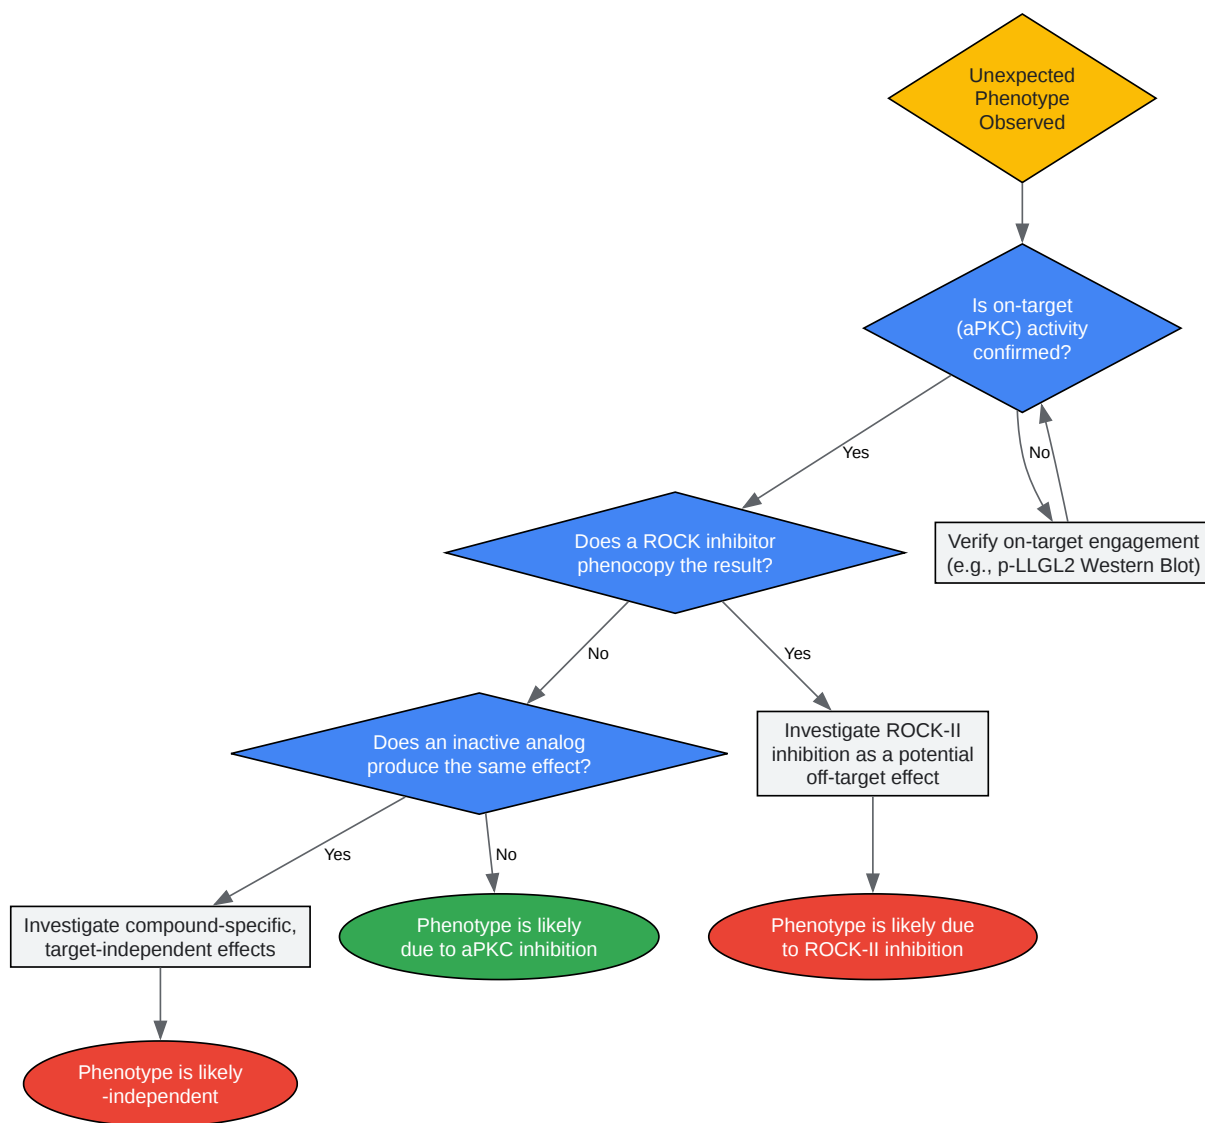 Unexpected
Phenotype
Observed
Is on-target
(aPKC) activity
confirmed?
Yes
No
Does a ROCK inhibitor
phenocopy the result?
Verify on-target engagement
(e.g., p-LLGL2 Western Blot)
No
Yes
Does an inactive analog
produce the same effect?
Investigate ROCK-II
inhibition as a potential
off-target effect
Yes
No
Investigate compound-specific,
target-independent effects
Phenotype is likely
due to aPKC inhibition
Phenotype is likely due
to ROCK-II inhibition
Phenotype is likely
-independent